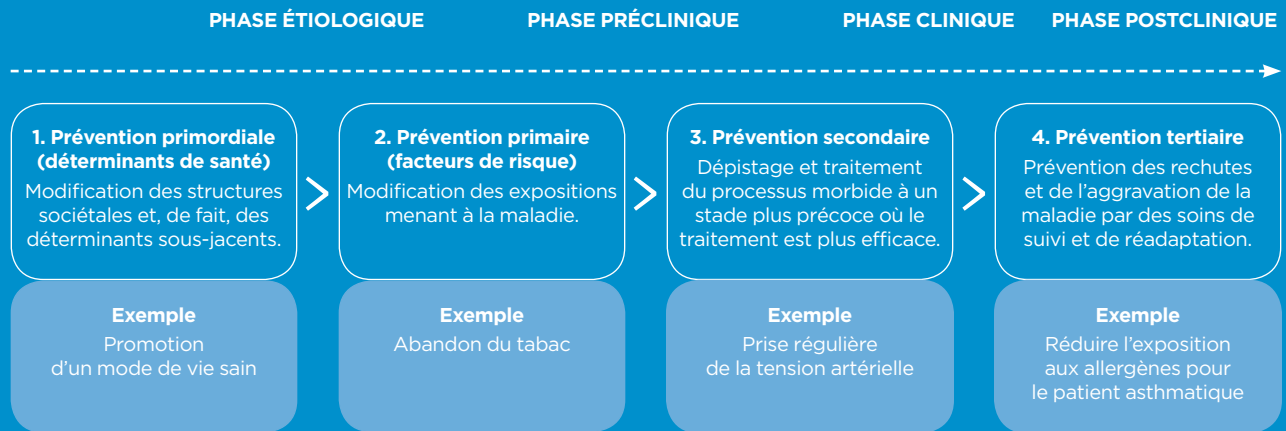 PHASE ÉTIOLOGIQUE
PHASE PRÉCLINIQUE
PHASE CLINIQUE
PHASE POSTCLINIQUE
1. Prévention primordiale
(déterminants de santé)
Modification des structures
sociétales et, de fait, des
déterminants sous-jacents.
Exemple
Promotion
d’un mode de vie sain
2. Prévention primaire
(facteurs de risque)
Modification des expositions
menant à la maladie.
Exemple
Abandon du tabac
3. Prévention secondaire
Dépistage et traitement
du processus morbide à un
stade plus précoce où le
traitement est plus efficace.
Exemple
Prise régulière
de la tension artérielle
4. Prévention tertiaire
Prévention des rechutes
et de l’aggravation de la
maladie par des soins de
suivi et de réadaptation.
Exemple
Réduire l’exposition
aux allergènes pour
le patient asthmatique